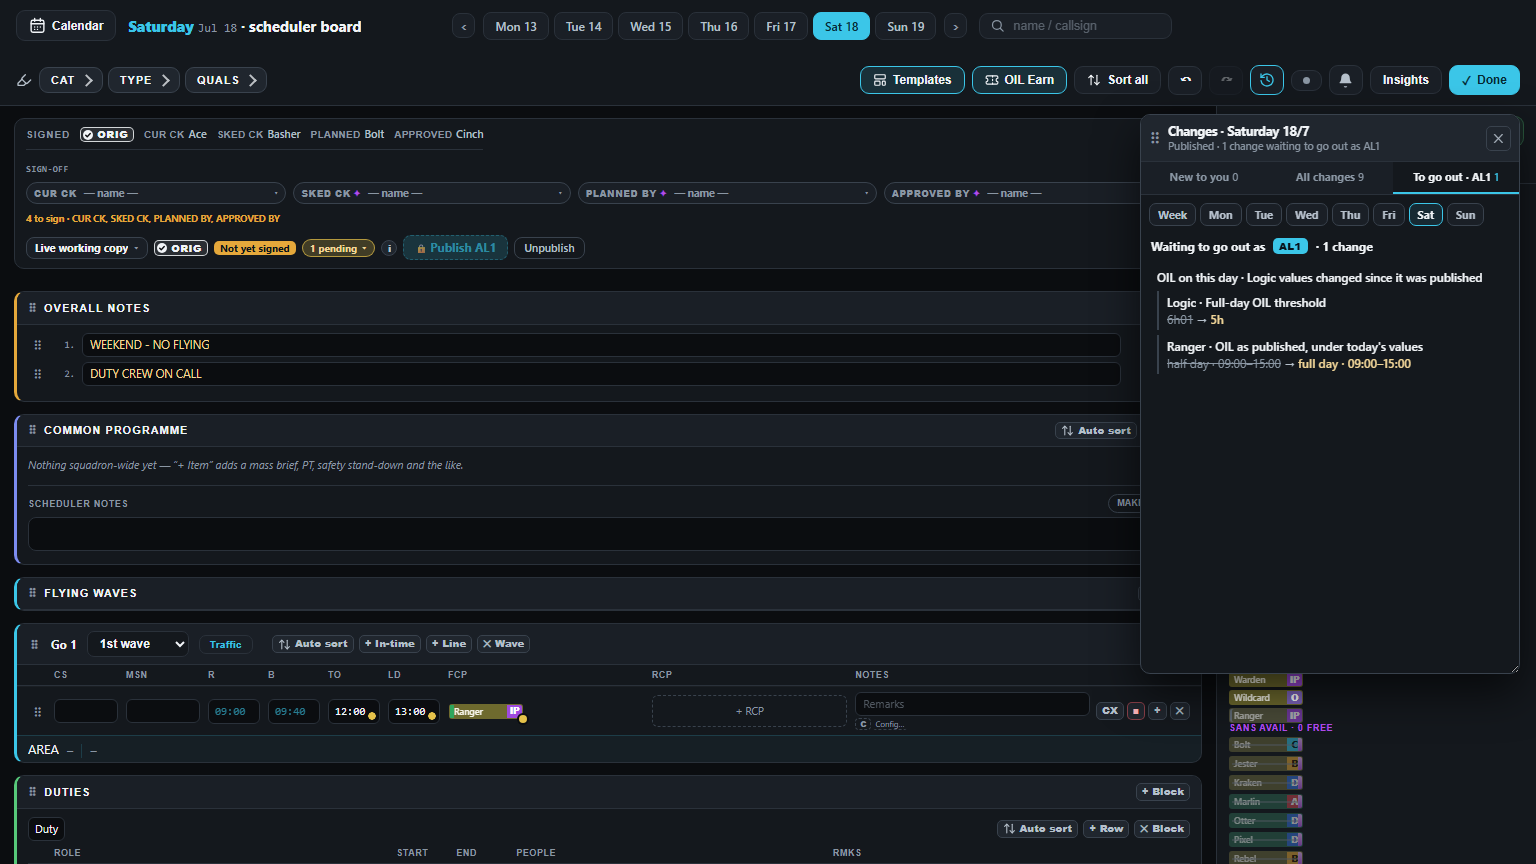 Calendar
Saturday Jul 18 · scheduler board
Mon 13
Tue 14
Wed 15
Thu 16
Fri 17
Sat 18
Sun 19
name / callsign
CAT
TYPE
QUALS
Templates
OIL Earn
Sort all
Insights
✓ Done
SIGNED ORIG CUR CK Ace SKED CK Basher PLANNED Bolt APPROVED Cinch
SIGN-OFF
CUR CK — name —
SKED CK ✦ — name —
PLANNED BY ✦ — name —
APPROVED BY ✦ — name —
4 to sign · CUR CK, SKED CK, PLANNED BY, APPROVED BY
Live working copy
ORIG
Not yet signed
1 pending
i
Publish AL1
Unpublish
OVERALL NOTES
1. WEEKEND - NO FLYING
2. DUTY CREW ON CALL
COMMON PROGRAMME
Auto sort
Nothing squadron-wide yet — "+ Item" adds a mass brief, PT, safety stand-down and the like.
SCHEDULER NOTES
MAKE
FLYING WAVES
Go 1
1st wave
Traffic
Auto sort
+ In-time
+ Line
× Wave
CS MSN R B TO LD FCP RCP NOTES
09:00 09:40 12:00 13:00 Ranger IP + RCP Remarks
C Config...
CX
AREA – –
DUTIES
+ Block
Duty
Auto sort
+ Row
× Block
ROLE START END PEOPLE RMKS
Changes · Saturday 18/7
Published · 1 change waiting to go out as AL1
New to you 0
All changes 9
To go out · AL1 1
Week
Mon
Tue
Wed
Thu
Fri
Sat
Sun
Waiting to go out as AL1 · 1 change
OIL on this day · Logic values changed since it was published
Logic · Full-day OIL threshold
6h01 → 5h
Ranger · OIL as published, under today's values
half day · 09:00–15:00 → full day · 09:00–15:00
Warden IP
Wildcard O
Ranger IP
SANS AVAIL · 0 FREE
Bolt C
Jester B
Kraken D
Marlin A
Otter D
Pixel D
Rebel B